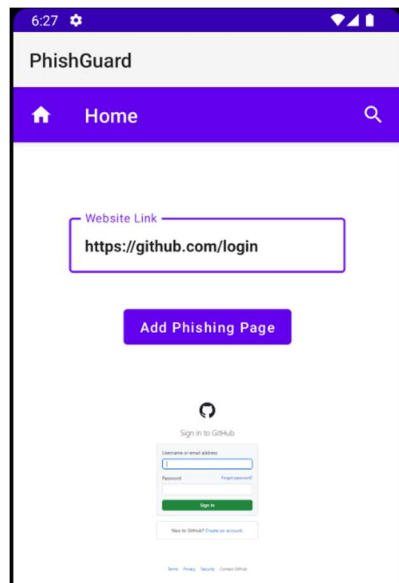 6:27
PhishGuard
Home
Website Link
https://github.com/login
Add Phishing Page
Sign in to GitHub
Username or email address
Password Forgot password?
Sign in
New to GitHub? Create an account.
Terms Privacy Security Contact GitHub